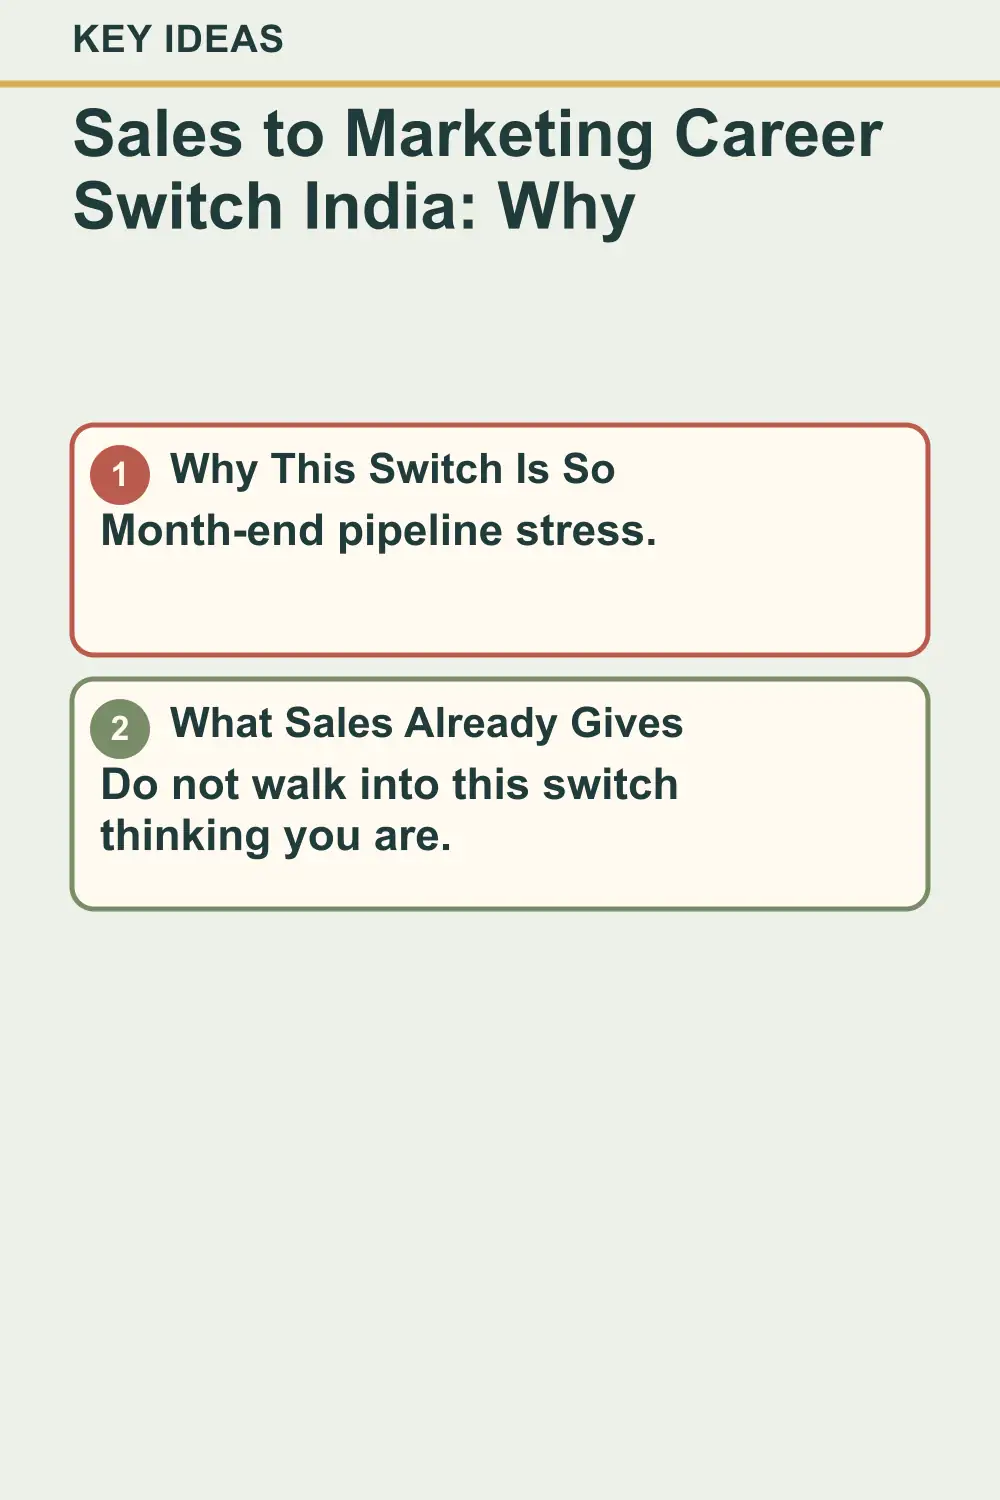 KEY IDEAS
Sales to Marketing Career
Switch India: Why
1 Why This Switch Is So
Month-end pipeline stress.
2 What Sales Already Gives
Do not walk into this switch
thinking you are.